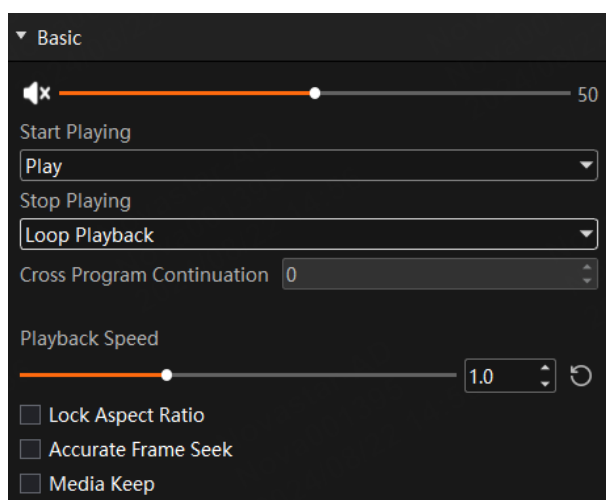 Basic
50
Start Playing
Play
Stop Playing
Loop Playback
Cross Program Continuation 0
Playback Speed
1.0
Lock Aspect Ratio
Accurate Frame Seek
Media Keep